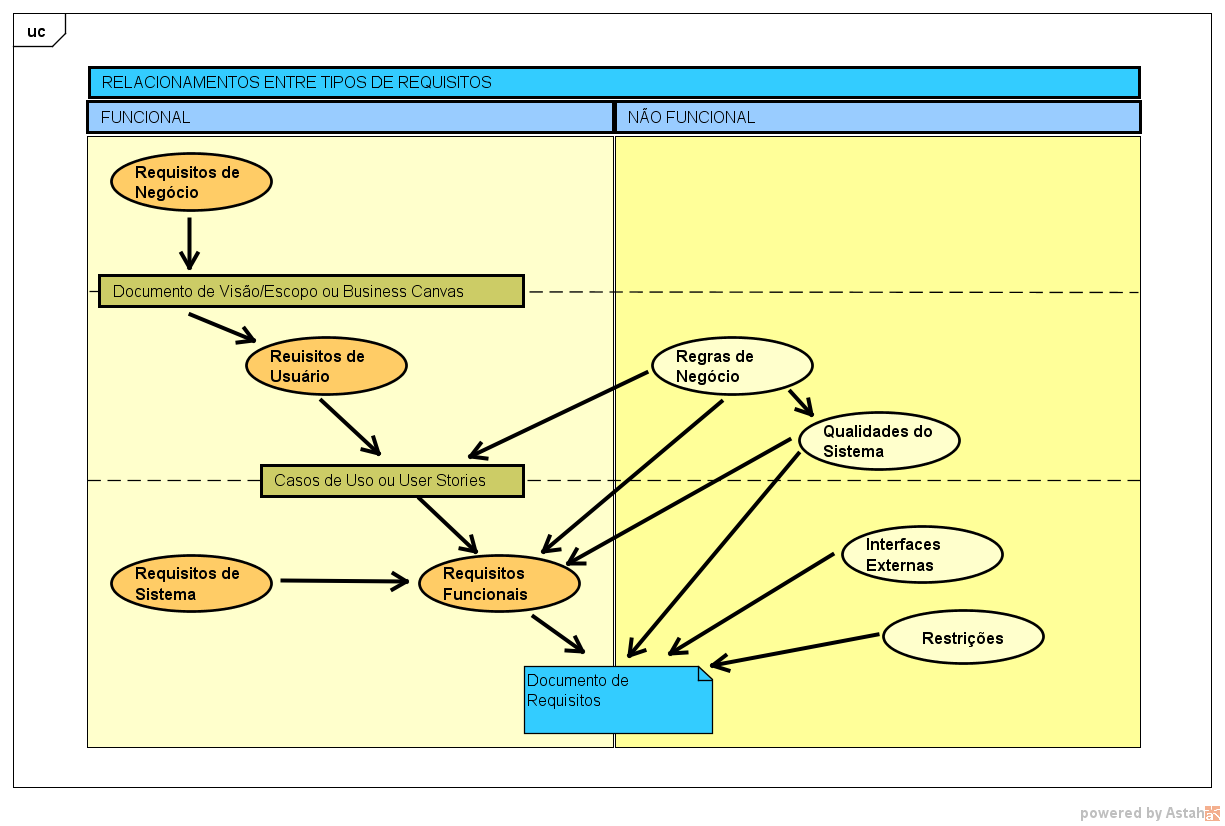 uc
RELACIONAMENTOS ENTRE TIPOS DE REQUISITOS
FUNCIONAL
NÃO FUNCIONAL
Requisitos de
Negócio
Documento de Visão/Escopo ou Business Canvas
Reuisitos de
Usuário
Regras de
Negócio
Qualidades do
Sistema
Casos de Uso ou User Stories
Interfaces
Externas
Requisitos de
Sistema
Requisitos
Funcionais
Restrições
Documento de
Requisitos
powered by Astah